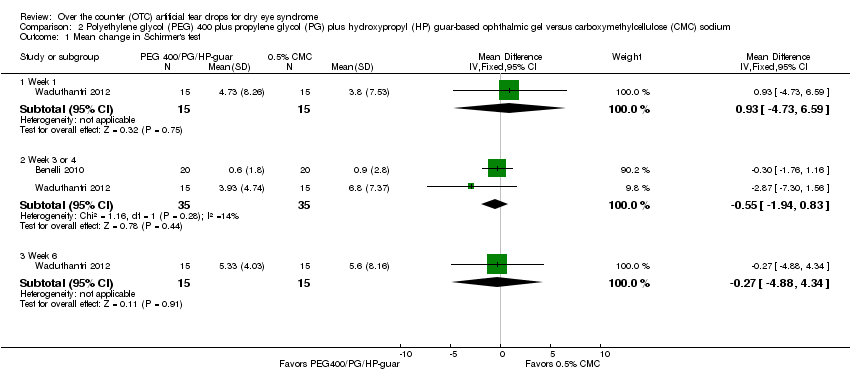 Review: Over the counter (OTC) artificial tear drops for dry eye syndrome
Comparison: 2 Polyethylene glycol (PEG) 400 plus propylene glycol (PG) plus hydroxypropyl (HP) guar-based ophthalmic gel versus carboxymethylcellulose (CMC) sodium
Outcome: 1 Mean change in Schirmer's test
Study or subgroup PEG 400/PG/HP-guar 0.5% CMC Mean Difference Weight Mean Difference
N Mean(SD) N Mean(SD) IV,Fixed,95% CI IV,Fixed,95% CI
1 Week 1
Waduthantri 2012 15 4.73 (8.26) 15 3.8 (7.53) 100.0 % 0.93 [ -4.73, 6.59 ]
Subtotal (95% CI) 15 15 100.0 % 0.93 [ -4.73, 6.59 ]
Heterogeneity: not applicable
Test for overall effect: Z = 0.32 (P = 0.75)
2 Week 3 or 4
Benelli 2010 20 0.6 (1.8) 20 0.9 (2.8) 90.2 % -0.30 [ -1.76, 1.16 ]
Waduthantri 2012 15 3.93 (4.74) 15 6.8 (7.37) 9.8 % -2.87 [ -7.30, 1.56 ]
Subtotal (95% CI) 35 35 100.0 % -0.55 [ -1.94, 0.83 ]
Heterogeneity: Chi² = 1.16, df = 1 (P = 0.28); I² =14%
Test for overall effect: Z = 0.78 (P = 0.44)
3 Week 6
Waduthantri 2012 15 5.33 (4.03) 15 5.6 (8.16) 100.0 % -0.27 [ -4.88, 4.34 ]
Subtotal (95% CI) 15 15 100.0 % -0.27 [ -4.88, 4.34 ]
Heterogeneity: not applicable
Test for overall effect: Z = 0.11 (P = 0.91)
-10 -5 0 5 10
Favors PEG400/PG/HP-guar Favors 0.5% CMC